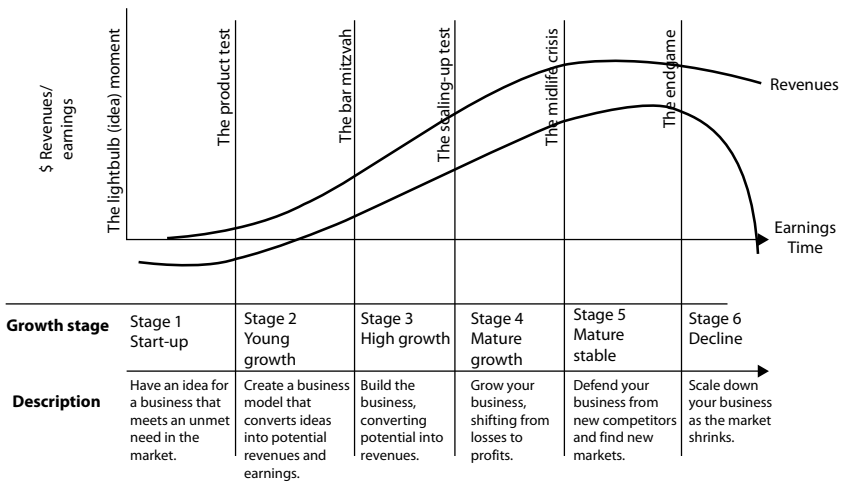 $ Revenues/
earnings
The lightbulb (idea) moment
The product test
The bar mitzvah
The scaling-up test
The midlife crisis
The endgame
Revenues
Earnings
Time
Growth stage
Stage 1
Start-up
Stage 2
Young
growth
Stage 3
High growth
Stage 4
Mature
growth
Stage 5
Mature
stable
Stage 6
Decline
Description
Have an idea for
a business that
meets an unmet
need in the
market.
Create a business
model that
converts ideas
into potential
revenues and
earnings.
Build the
business,
converting
potential into
revenues.
Grow your
business,
shifting from
losses to
profits.
Defend your
business from
new competitors
and find new
markets.
Scale down
your business
as the market
shrinks.